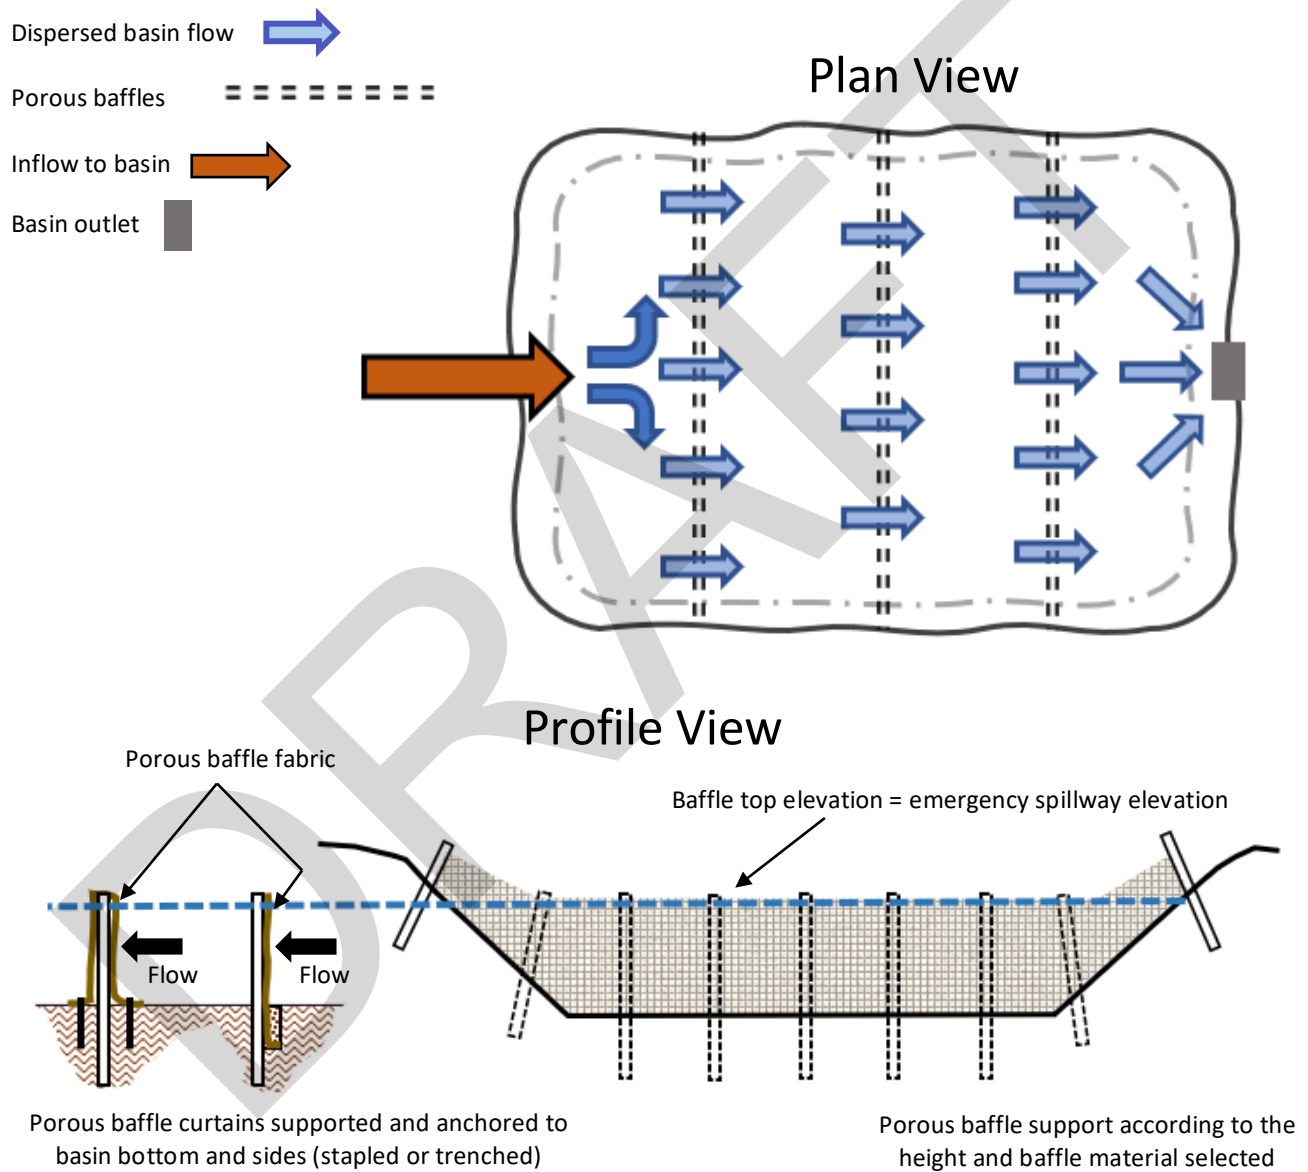 Dispersed basin flow
Porous baffles
Inflow to basin
Basin outlet
Plan View
DRAFT
Profile View
Porous baffle fabric
Baffle top elevation = emergency spillway elevation
Flow
Flow
Porous baffle curtains supported and anchored to
basin bottom and sides (stapled or trenched)
Porous baffle support according to the
height and baffle material selected